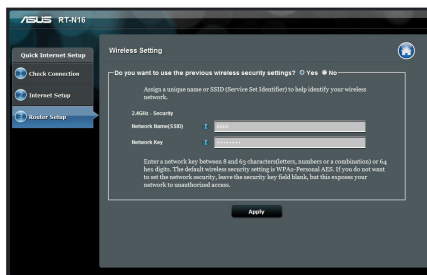 ASUS RT-N16
Quick Internet Setup
Wireless Setting
Check Connection
Internet Setup
Router Setup
Do you want to use the previous wireless security settings? Yes No
Assign a unique name or SSID (Service Set Identifier) to help identify your wireless
network.
2.4GHz - Security
Network Name(SSID)
Network Key
Enter a network key between 8 and 63 characters(letters, numbers or a combination) or 64
hex digits. The default wireless security setting is WPA2-Personal AES. If you do not want
to set the network security, leave the security key field blank, but this exposes your
network to unauthorized access.
Apply